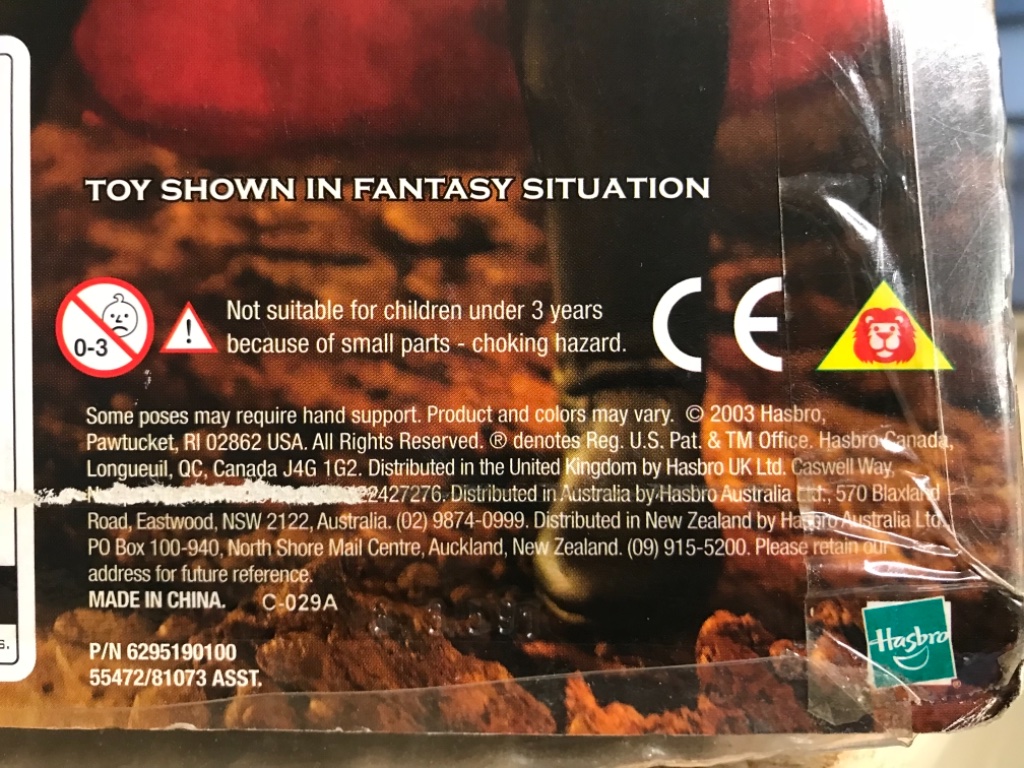 TOY SHOWN IN FANTASY SITUATION
0-3
!
Not suitable for children under 3 years
because of small parts - choking hazard.
CE
Some poses may require hand support. Product and colors may vary. © 2003 Hasbro,
Pawtucket, RI 02862 USA. All Rights Reserved. ® denotes Reg. U.S. Pat. & TM Office. Hasbro Canada,
Longueuil, QC, Canada J4G 1G2. Distributed in the United Kingdom by Hasbro UK Ltd. Caswell Way,
427276. Distributed in Australia by Hasbro Australia Ltd., 570 Blaxland
Road, Eastwood, NSW 2122, Australia. (02) 9874-0999. Distributed in New Zealand by Hasbro Australia Ltd.,
PO Box 100-940, North Shore Mail Centre, Auckland, New Zealand. (09) 915-5200. Please retain our
address for future reference.
MADE IN CHINA. C-029A
P/N 6295190100
55472/81073 ASST.
Hasbro
®
s.